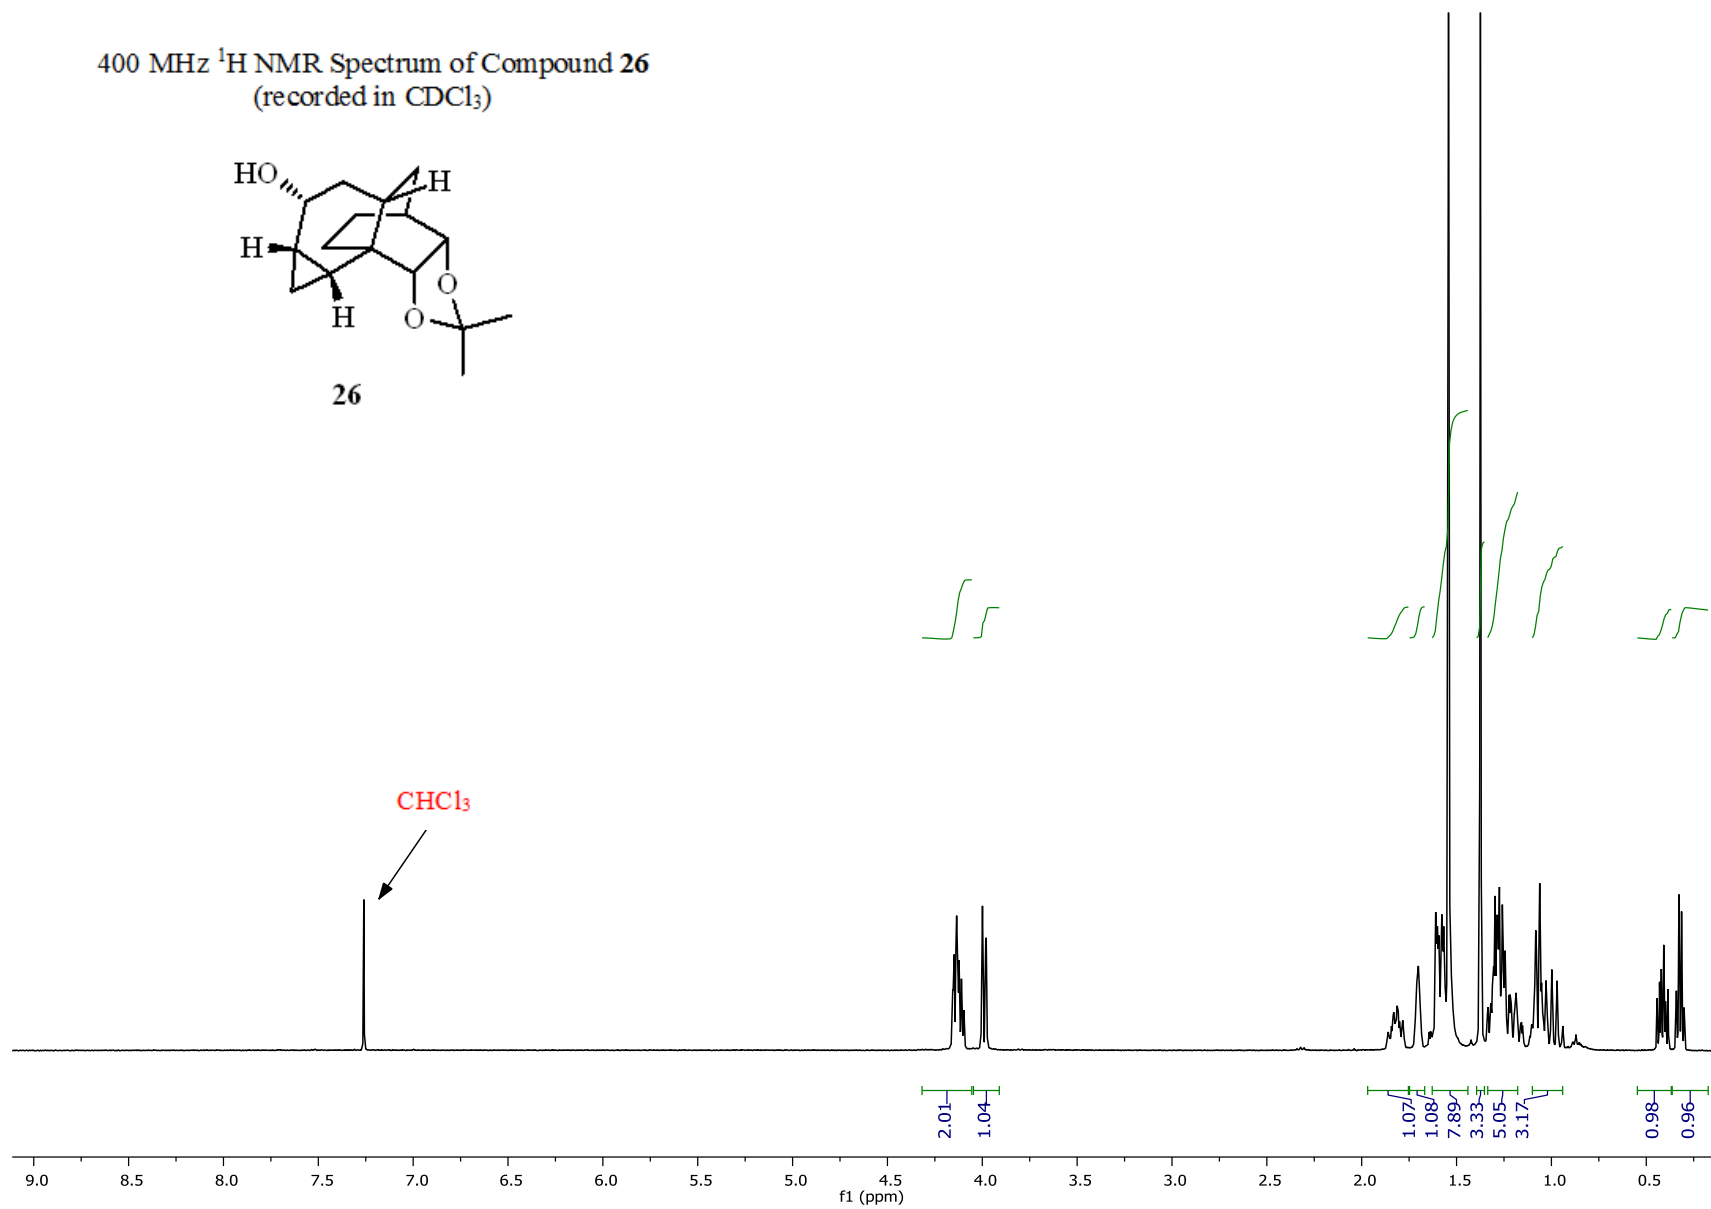 400 MHz ¹H NMR Spectrum of Compound 26
(recorded in CDCl₃)
HO
H
H
H
O
O
26
CHCl₃
2.01
1.04
1.07
1.08
7.89
3.33
5.05
3.17
0.98
0.96
9.0 8.5 8.0 7.5 7.0 6.5 6.0 5.5 5.0 4.5 4.0 3.5 3.0 2.5 2.0 1.5 1.0 0.5
f1 (ppm)